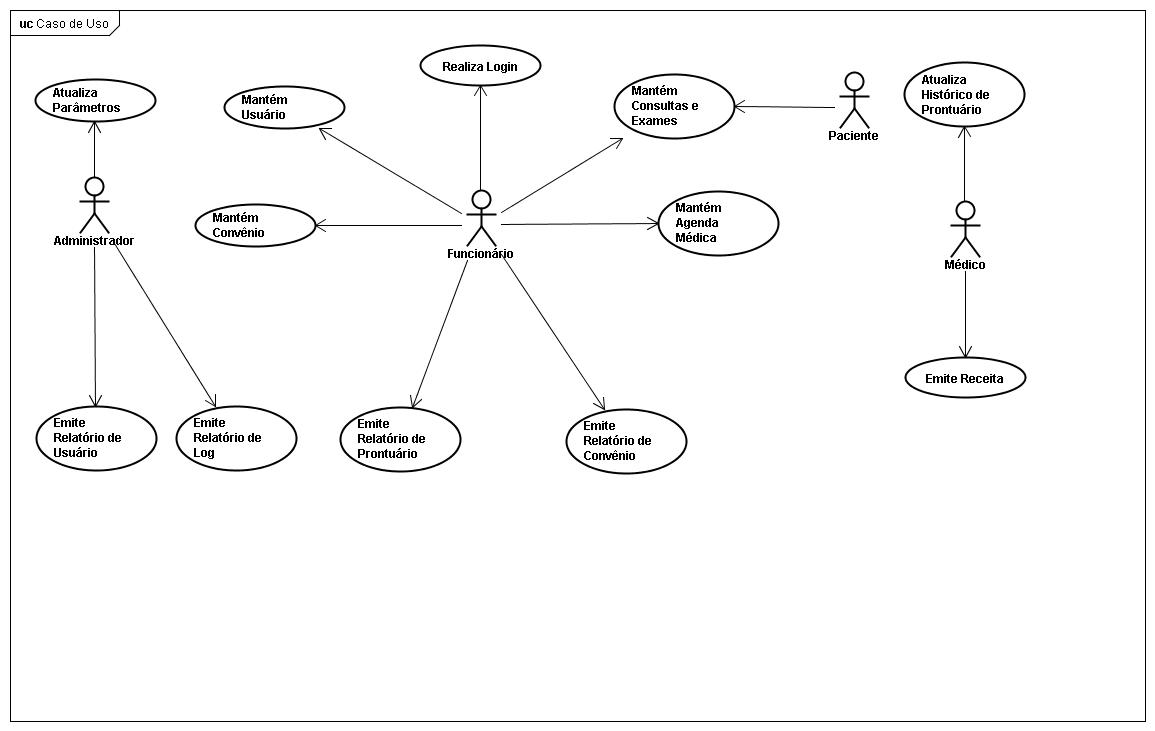 uc Caso de Uso
Realiza Login
Atualiza
Parâmetros
Mantém
Usuário
Mantém
Consultas e
Exames
Paciente
Atualiza
Histórico de
Prontuário
Administrador
Mantém
Convênio
Funcionário
Mantém
Agenda
Médica
Médico
Emite Receita
Emite
Relatório de
Usuário
Emite
Relatório de
Log
Emite
Relatório de
Prontuário
Emite
Relatório de
Convênio